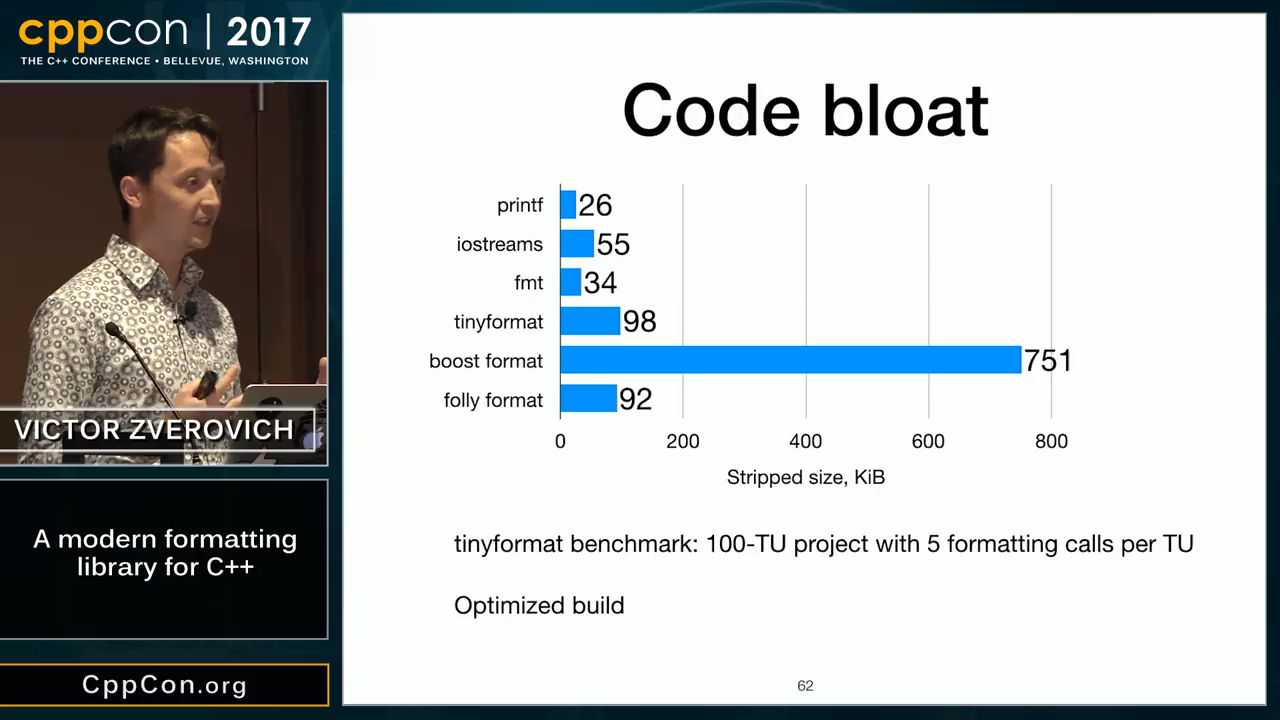 cppcon | 2017
THE C++ CONFERENCE • BELLEVUE, WASHINGTON
VICTOR ZVEROVICH
A modern formatting
library for C++
CppCon.org
Code bloat
printf 26
iostreams 55
fmt 34
tinyformat 98
boost format 751
folly format 92
0 200 400 600 800
Stripped size, KiB
tinyformat benchmark: 100-TU project with 5 formatting calls per TU
Optimized build
62